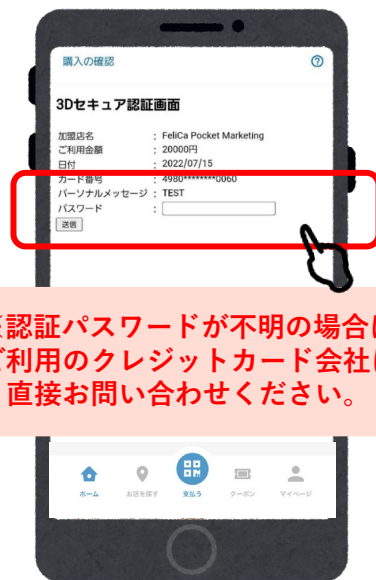 購入の確認
3Dセキュア認証画面
加盟店名 : FeliCa Pocket Marketing
ご利用金額 : 20000円
日付 : 2022/07/15
カード番号 : 4980********0060
パーソナルメッセージ : TEST
パスワード :
送信
認証パスワードが不明の場合
ご利用のクレジットカード会社
直接お問い合わせください。
ホーム お店を探す 支払う クーポン マイページ